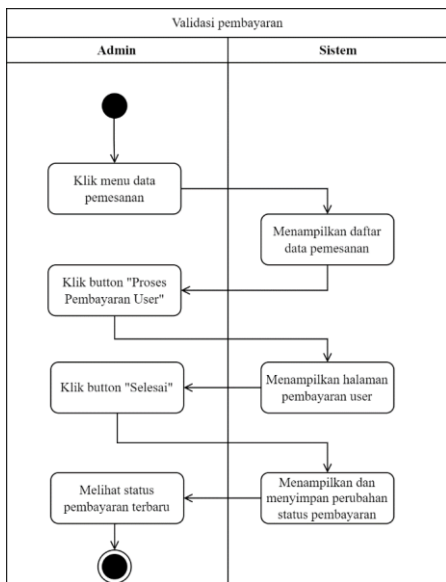 Validasi pembayaran
Admin
Sistem
Klik menu data
pemesanan
Menampilkan daftar
data pemesanan
Klik button "Proses
Pembayaran User"
Menampilkan halaman
pembayaran user
Klik button "Selesai"
Menampilkan dan
menyimpan perubahan
status pembayaran
Melihat status
pembayaran terbaru